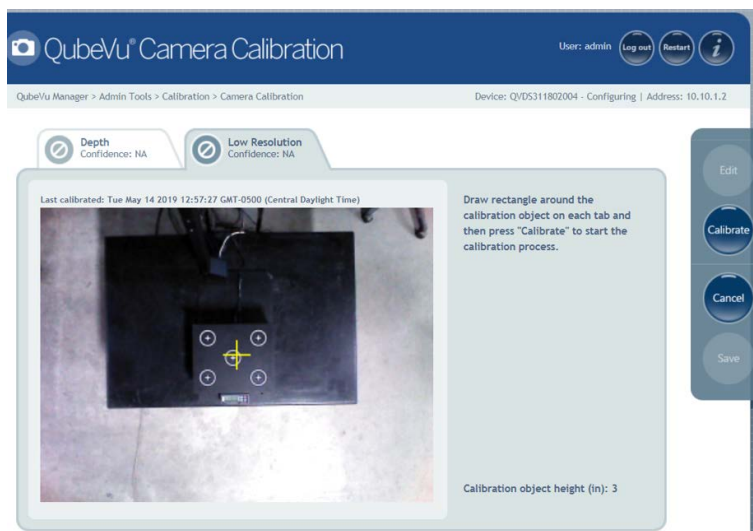 QubeVu® Camera Calibration
User: admin
Log out
Restart
i
QubeVu Manager > Admin Tools > Calibration > Camera Calibration
Device: QVDS311802004 - Configuring | Address: 10.10.1.2
Depth
Confidence: NA
Low Resolution
Confidence: NA
Last calibrated: Tue May 14 2019 12:57:27 GMT-0500 (Central Daylight Time)
Draw rectangle around the
calibration object on each tab and
then press "Calibrate" to start the
calibration process.
Calibration object height (in): 3
Edit
Calibrate
Cancel
Save